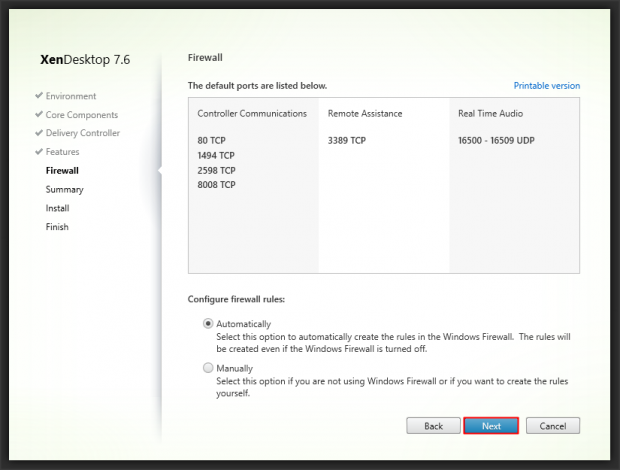 XenDesktop 7.6
Environment
Core Components
Delivery Controller
Features
Firewall
Summary
Install
Finish
Firewall
The default ports are listed below.
Printable version
Controller Communications
80 TCP
1494 TCP
2598 TCP
8008 TCP
Remote Assistance
3389 TCP
Real Time Audio
16500 - 16509 UDP
Configure firewall rules:
Automatically
Select this option to automatically create the rules in the Windows Firewall. The rules will
be created even if the Windows Firewall is turned off.
Manually
Select this option if you are not using Windows Firewall or if you want to create the rules
yourself.
Back
Next
Cancel